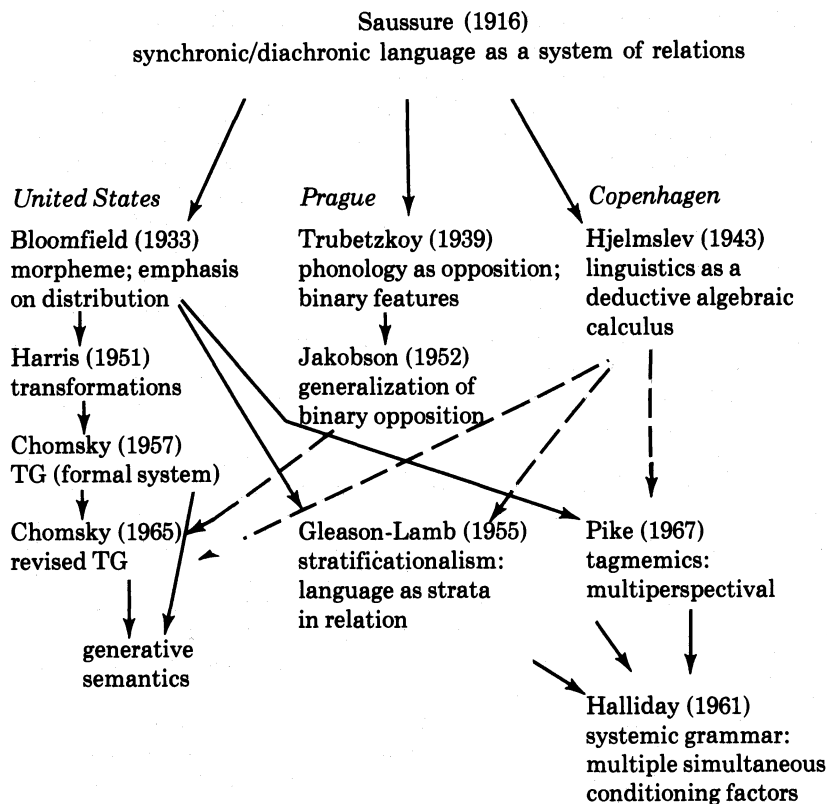 Saussure (1916)
synchronic/diachronic language as a system of relations
United States
Bloomfield (1933)
morpheme; emphasis
on distribution
Harris (1951)
transformations
Chomsky (1957)
TG (formal system)
Chomsky (1965)
revised TG
generative
semantics
Prague
Trubetzkoy (1939)
phonology as opposition;
binary features
Jakobson (1952)
generalization of
binary opposition
Gleason-Lamb (1955)
stratificationalism:
language as strata
in relation
Copenhagen
Hjelmslev (1943)
linguistics as a
deductive algebraic
calculus
Pike (1967)
tagmemics:
multiperspectival
Halliday (1961)
systemic grammar:
multiple simultaneous
conditioning factors